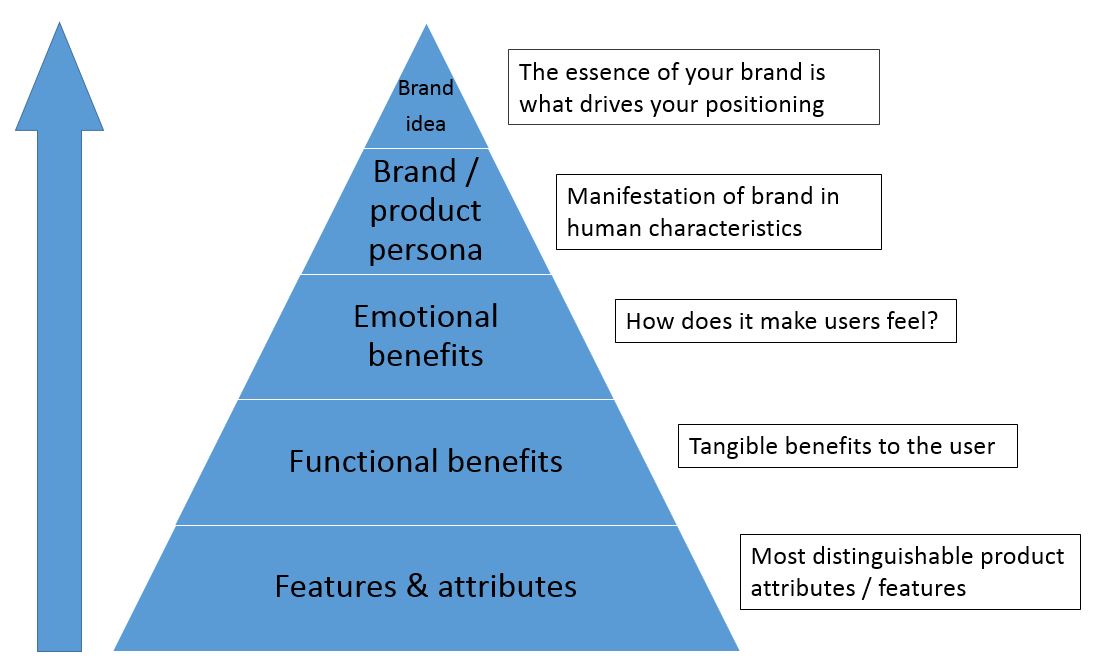 Brand
idea
The essence of your brand is
what drives your positioning
Brand /
product
persona
Manifestation of brand in
human characteristics
Emotional
benefits
How does it make users feel?
Functional benefits
Tangible benefits to the user
Features & attributes
Most distinguishable product
attributes / features